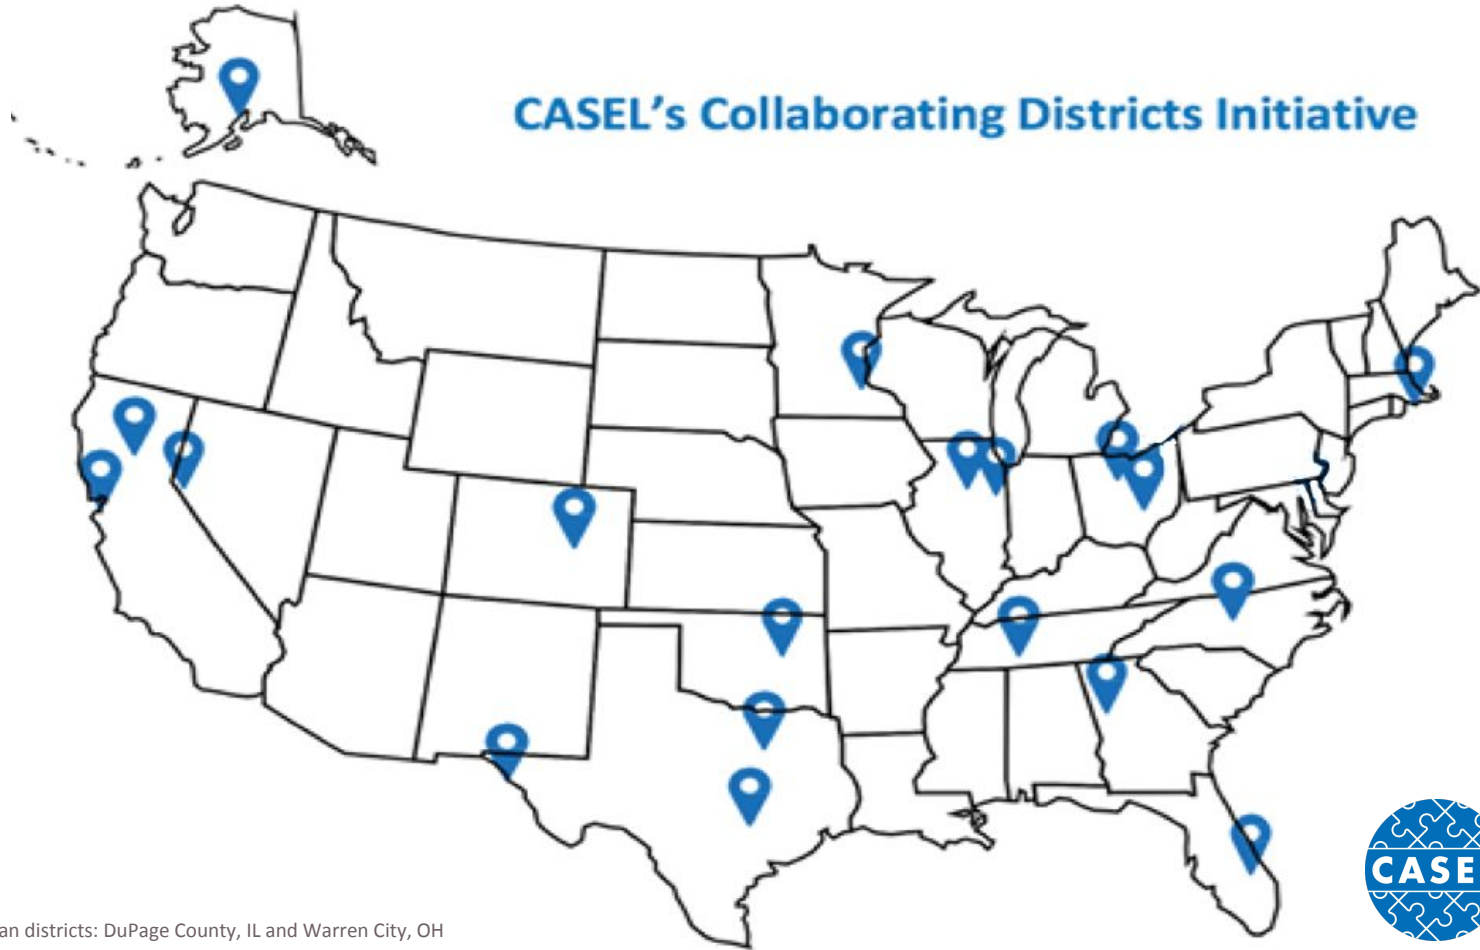 CASEL's Collaborating Districts Initiative
CASE
an districts: DuPage County, IL and Warren City, OH